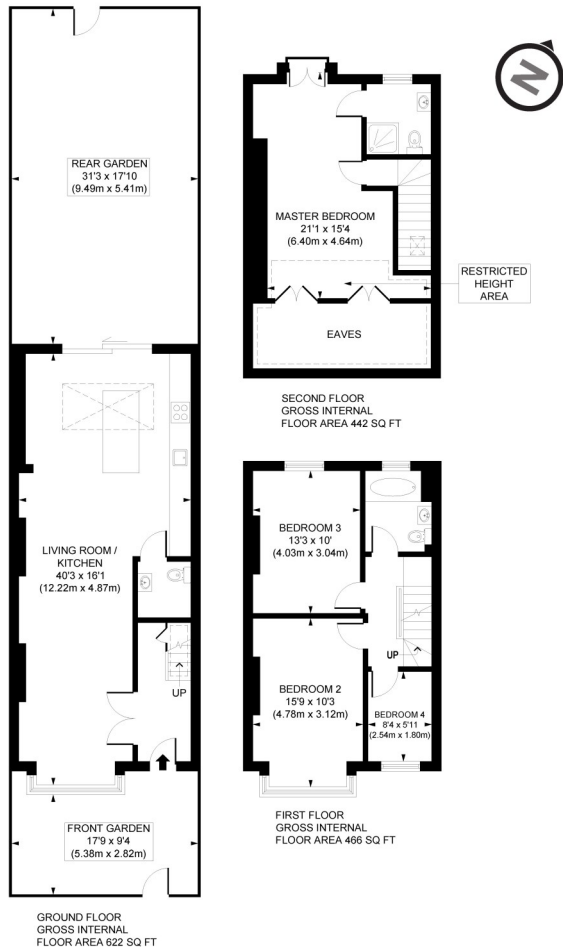 N
REAR GARDEN
31'3 x 17'10
(9.49m x 5.41m)
MASTER BEDROOM
21'1 x 15'4
(6.40m x 4.64m)
RESTRICTED
HEIGHT
AREA
EAVES
SECOND FLOOR
GROSS INTERNAL
FLOOR AREA 442 SQ FT
LIVING ROOM /
KITCHEN
40'3 x 16'1
(12.22m x 4.87m)
UP
BEDROOM 3
13'3 x 10'
(4.03m x 3.04m)
UP
BEDROOM 2
15'9 x 10'3
(4.78m x 3.12m)
BEDROOM 4
8'4 x 5'11
(2.54m x 1.80m)
FIRST FLOOR
GROSS INTERNAL
FLOOR AREA 466 SQ FT
FRONT GARDEN
17'9 x 9'4
(5.38m x 2.82m)
GROUND FLOOR
GROSS INTERNAL
FLOOR AREA 622 SQ FT